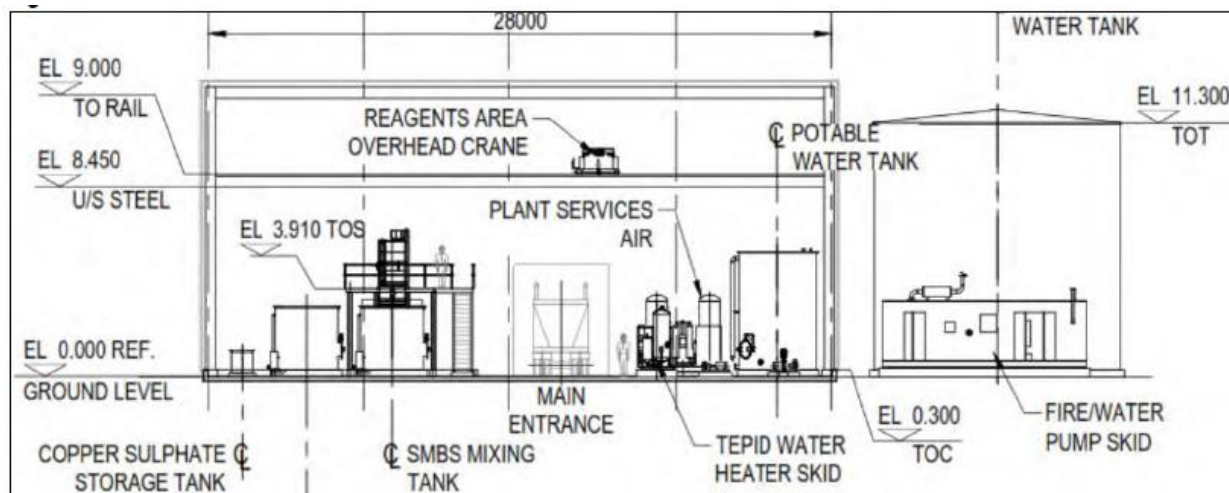 28000
WATER TANK
EL 9.000
TO RAIL
EL 11.300
TOT
REAGENTS AREA
OVERHEAD CRANE
℄ POTABLE
WATER TANK
EL 8.450
U/S STEEL
PLANT SERVICES
AIR
EL 3.910 TOS
EL 0.000 REF.
GROUND LEVEL
MAIN
ENTRANCE
EL 0.300
TOC
FIRE/WATER
PUMP SKID
COPPER SULPHATE ℄
STORAGE TANK
℄ SMBS MIXING
TANK
TEPID WATER
HEATER SKID